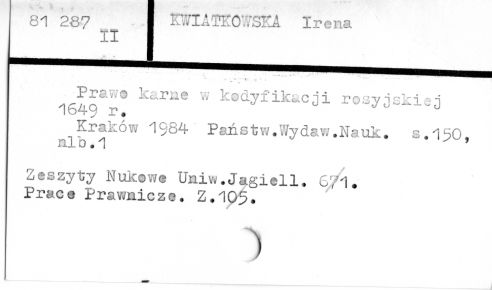 81 287
II
KWIATKOWSKA Irena
Prawo karne w kodyfikacji rosyjskiej
1649 r.
Kraków 1984 Państw.Wydaw.Nauk. s.150,
nlb.1
Zeszyty Nukowe Uniw.Jagiell. 671.
Prace Prawnicze. Z.105.